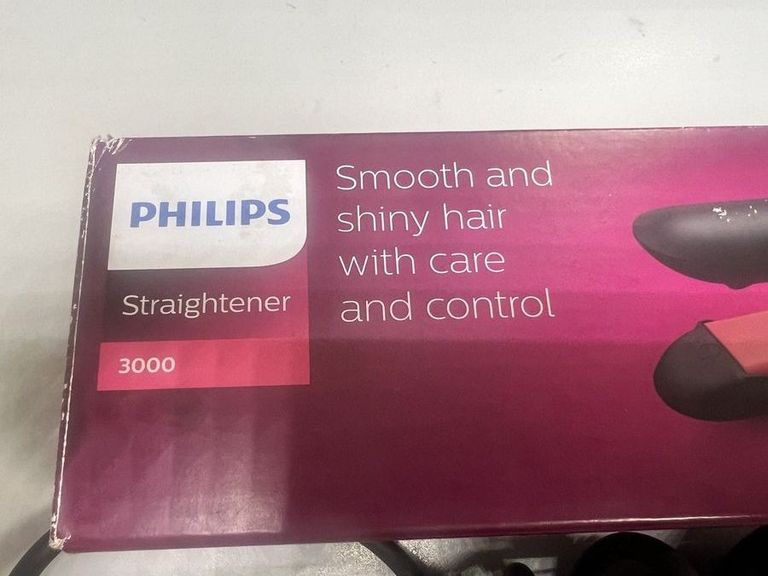 PHILIPS
Straightener
3000
Smooth and
shiny hair
with care
and control